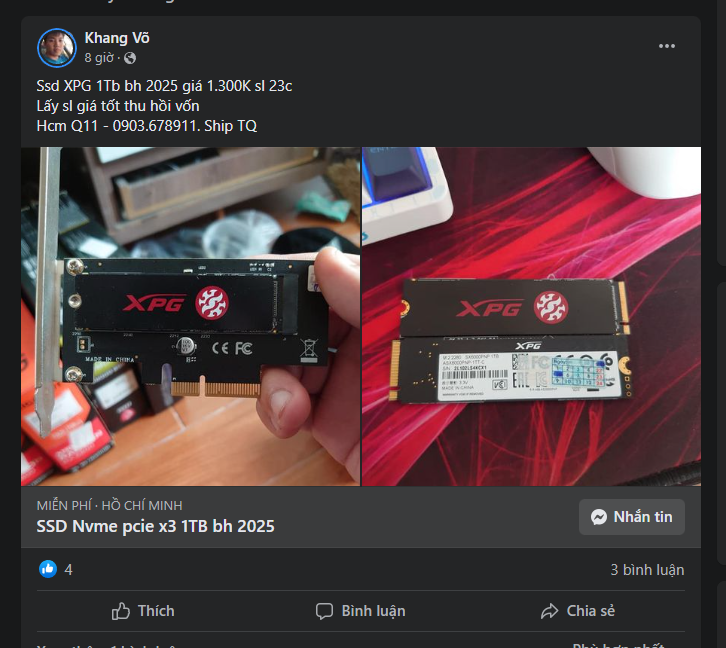 Khang Võ
8 giờ ·
Ssd XPG 1Tb bh 2025 giá 1.300K sl 23c
Lấy sl giá tốt thu hồi vốn
Hcm Q11 - 0903.678911. Ship TQ
XPG
MADE IN CHINA
CE FC
XPG
XPG
MIỄN PHÍ · HỒ CHÍ MINH
SSD Nvme pcie x3 1TB bh 2025
Nhắn tin
4
3 bình luận
Thích
Bình luận
Chia sẻ